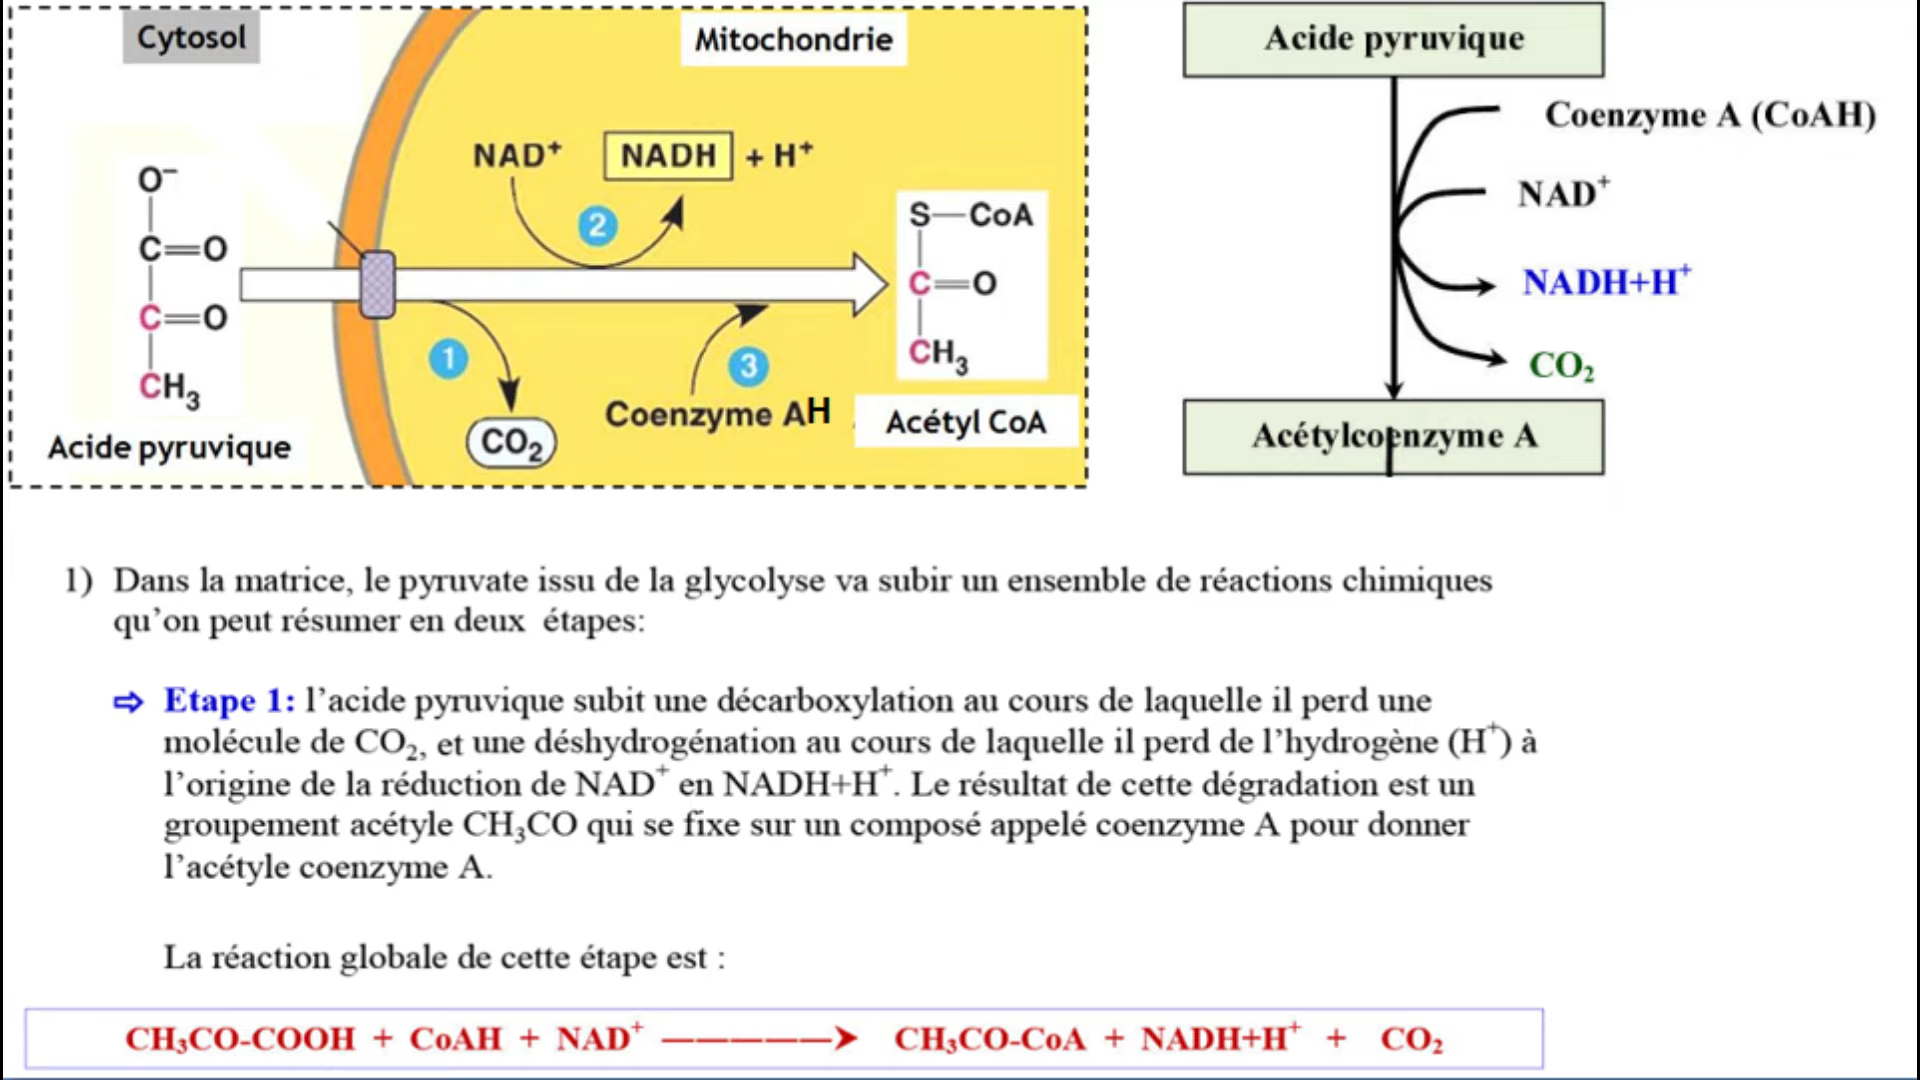 Cytosol
Mitochondrie
NAD⁺ NADH + H⁺
O⁻
C=O
C=O
CH₃
Acide pyruvique
1
2
3
CO₂
Coenzyme AH
S—CoA
C=O
CH₃
Acétyl CoA
Acide pyruvique
Coenzyme A (CoAH)
NAD⁺
NADH+H⁺
CO₂
Acétylcoenzyme A
1) Dans la matrice, le pyruvate issu de la glycolyse va subir un ensemble de réactions chimiques
qu'on peut résumer en deux étapes:
⇨ Etape 1: l'acide pyruvique subit une décarboxylation au cours de laquelle il perd une
molécule de CO₂, et une déshydrogénation au cours de laquelle il perd de l'hydrogène (H⁺) à
l'origine de la réduction de NAD⁺ en NADH+H⁺. Le résultat de cette dégradation est un
groupement acétyle CH₃CO qui se fixe sur un composé appelé coenzyme A pour donner
l'acétyle coenzyme A.
La réaction globale de cette étape est :
CH₃CO-COOH + CoAH + NAD⁺ —————➤ CH₃CO-CoA + NADH+H⁺ + CO₂